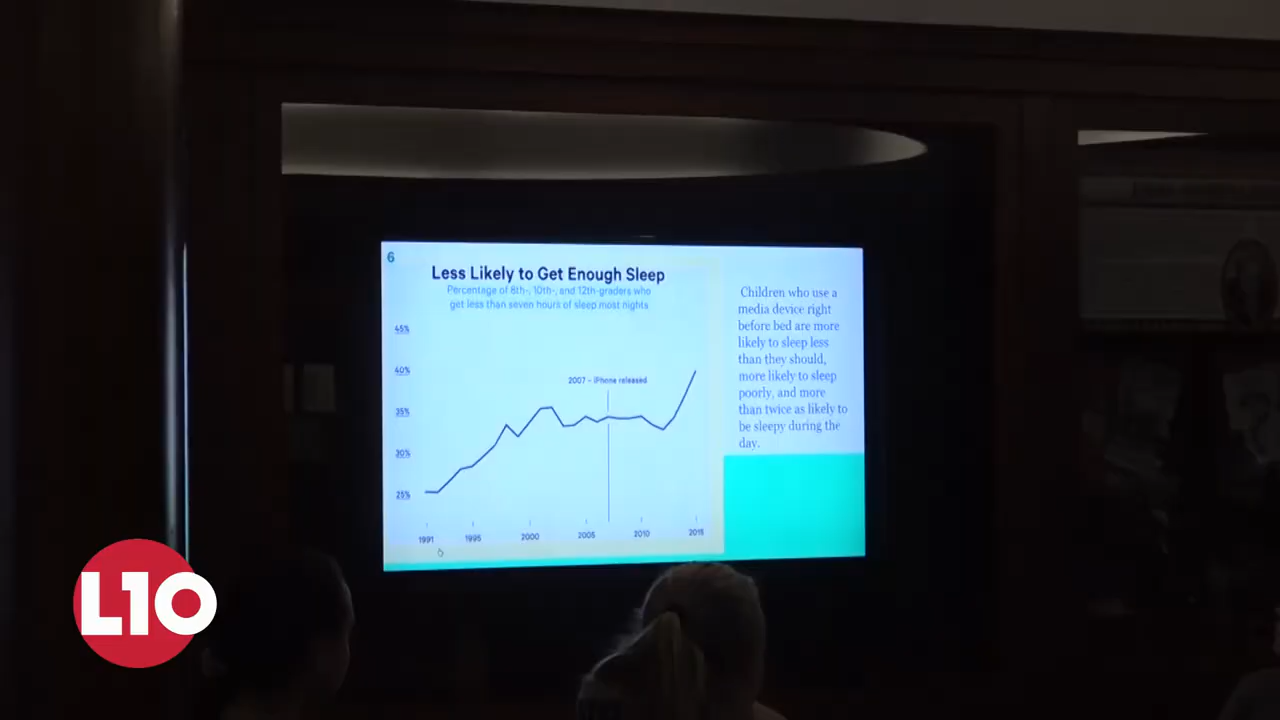 6
Less Likely to Get Enough Sleep
Percentage of 8th-, 10th-, and 12th-graders who
get less than seven hours of sleep most nights
45%
40%
35%
30%
25%
2007 – iPhone released
1991
1995
2000
2005
2010
2015
Children who use a
media device right
before bed are more
likely to sleep less
than they should,
more likely to sleep
poorly, and more
than twice as likely to
be sleepy during the
day.
L10